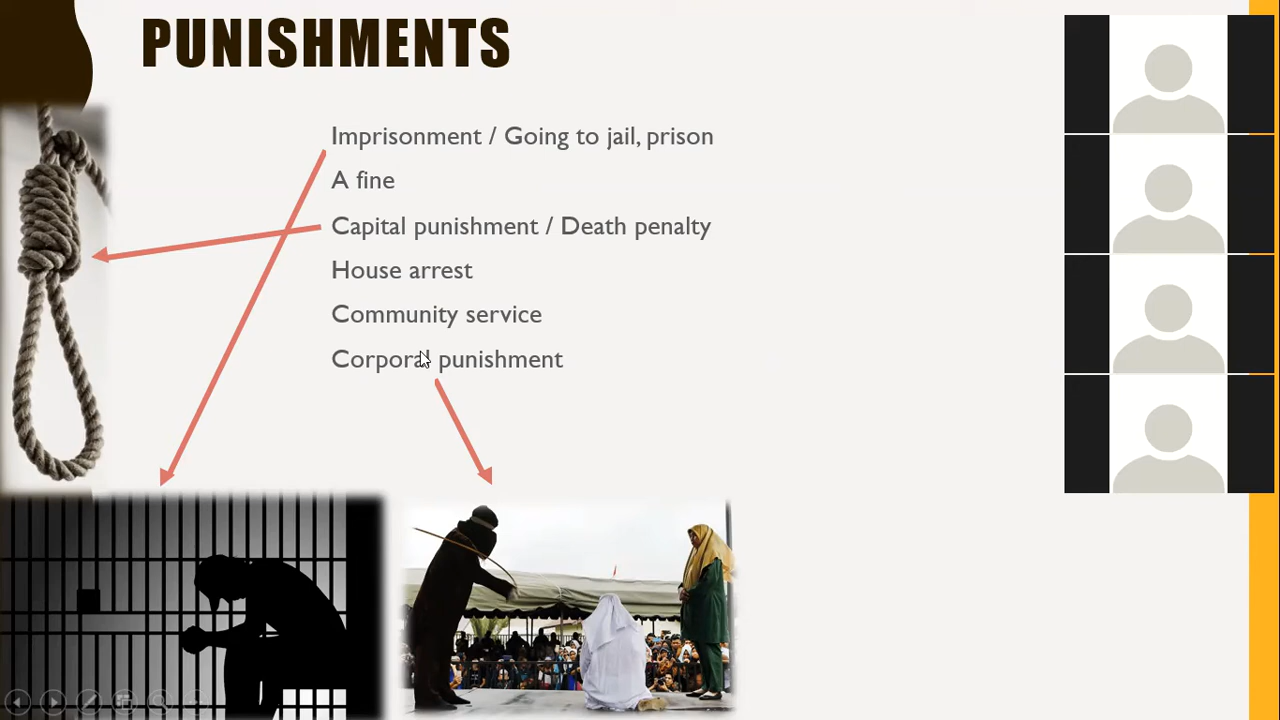 PUNISHMENTS
Imprisonment / Going to jail, prison
A fine
Capital punishment / Death penalty
House arrest
Community service
Corporal punishment